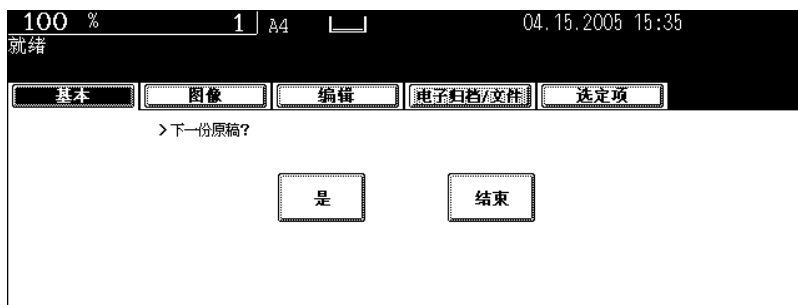 100 % 1 A4 04.15.2005 15:35
就绪
基本 图像 编辑 电子归档/文件 选定项
>下一份原稿?
是 结束